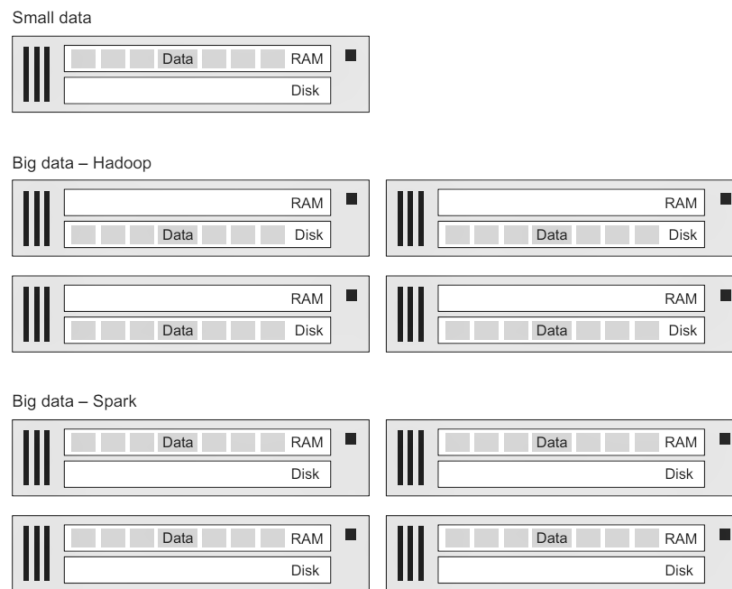 Small data
Data RAM
Disk
Big data – Hadoop
RAM RAM
Data Disk Data Disk
RAM RAM
Data Disk Data Disk
Big data – Spark
Data RAM Data RAM
Disk Disk
Data RAM Data RAM
Disk Disk